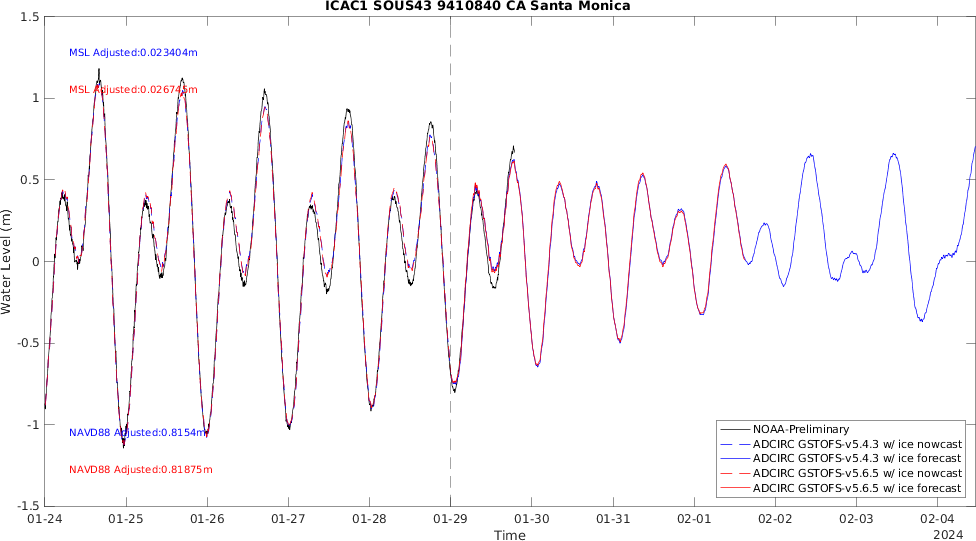 ICAC1 SOUS43 9410840 CA Santa Monica
1.5
MSL Adjusted:0.023404m
1
MSL Adjusted:0.026745m
0.5
Water Level (m)
0
-0.5
-1
NAVD88 Adjusted:0.8154m
NAVD88 Adjusted:0.81875m
-1.5
NOAA-Preliminary
ADCIRC GSTOFS-v5.4.3 w/ ice nowcast
ADCIRC GSTOFS-v5.4.3 w/ ice forecast
ADCIRC GSTOFS-v5.6.5 w/ ice nowcast
ADCIRC GSTOFS-v5.6.5 w/ ice forecast
01-24 01-25 01-26 01-27 01-28 01-29 01-30 01-31 02-01 02-02 02-03 02-04
Time
2024